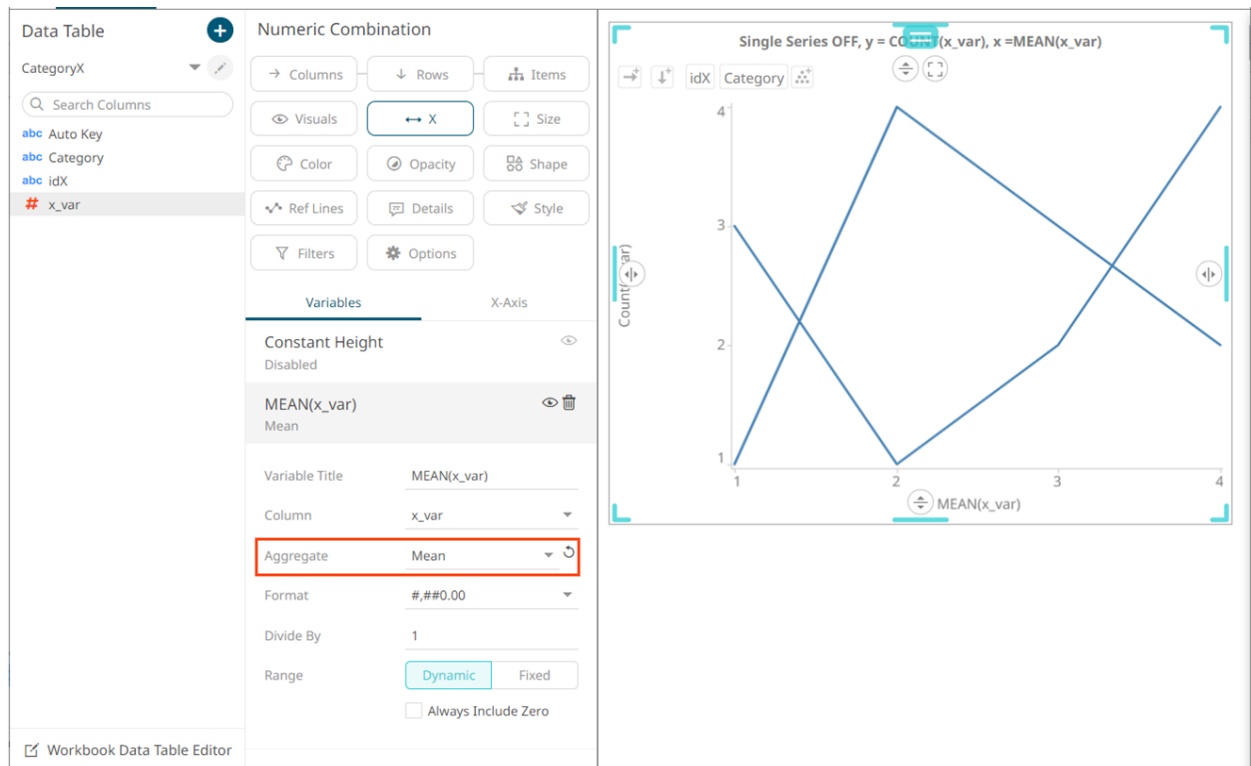 Data Table
CategoryX
Search Columns
abc Auto Key
abc Category
abc idX
# x_var
Workbook Data Table Editor
Numeric Combination
Columns
Rows
Items
Visuals
X
Size
Color
Opacity
Shape
Ref Lines
Details
Style
Filters
Options
Variables
X-Axis
Constant Height
Disabled
MEAN(x_var)
Mean
Variable Title
MEAN(x_var)
Column
x_var
Aggregate
Mean
Format
#,##0.00
Divide By
1
Range
Dynamic
Fixed
Always Include Zero
Single Series OFF, y = COUNT(x_var), x =MEAN(x_var)
idX
Category
4
3
2
1
1
2
3
4
MEAN(x_var)